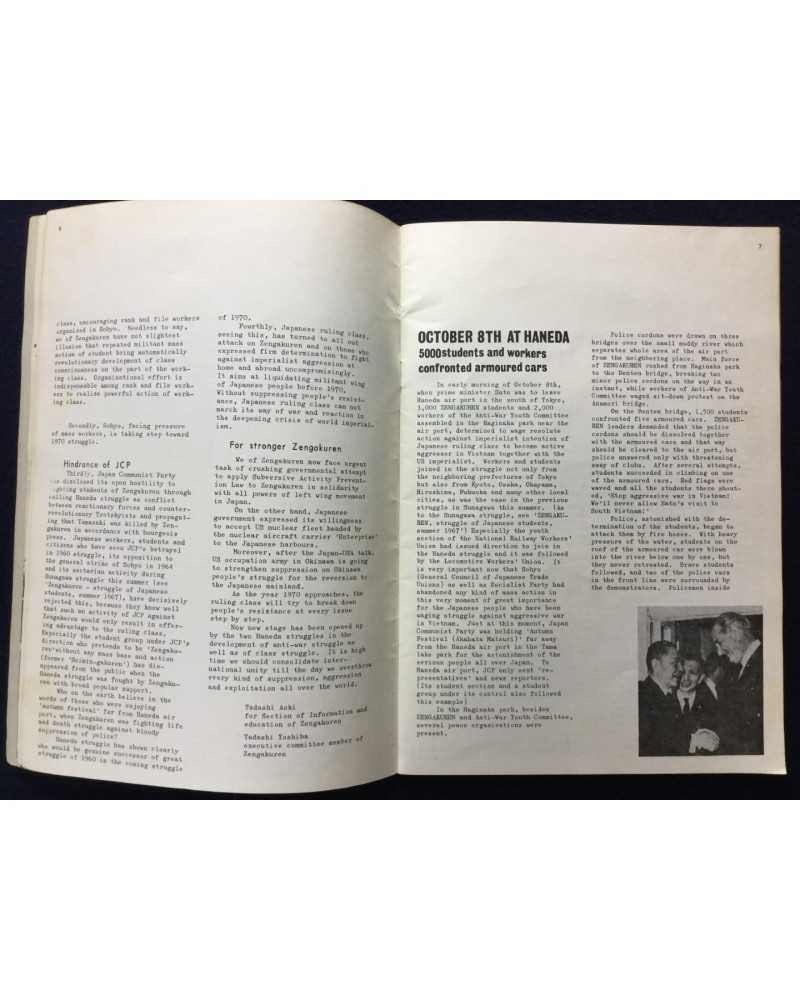 6
class, encouraging rank and file workers
organized in Sohyo. Needless to say,
we of Zengakuren have not slightest
illusion that repeated militant mass
action of student bring automatically
revolutionary development of class
consciousness on the part of the work-
ing class. Organizational effort is
indispensable among rank and file work-
ers to realize powerful action of work-
ing class.
Secondly, Sohyo, facing pressure
of mass workers, is taking step toward
1970 struggle.
Hindrance of JCP
Thirdly, Japan Communist Party
has disclosed its open hostility to
fighting students of Zengakuren through
calling Haneda struggle as conflict
between reactionary forces and counter-
revolutionary Trotskyists and propagat-
ing that Yamazaki was killed by Zen-
gakuren in accordance with bourgeois
press. Japanese workers, students and
citizens who have seen JCP's betrayal
in 1960 struggle, its opposition to
the general strike of Sohyo in 1964
and its sectarian activity during
Sunagawa struggle this summer (see
'Zengakuren - struggle of Japanese
students, summer 1967), have decisively
rejected this, because they know well
that such an activity of JCP against
Zengakuren would only result in offer-
ing advantage to the ruling class.
Especially the student group under JCP's
direction who pretends to be 'Zengaku-
ren'without any mass base and action
(former 'Heimin-gakuren') has dis-
appeared from the public when the
Haneda struggle was fought by Zengaku-
ren with broad popular support.
Who on the earth believe in the
words of those who were enjoying
'autumn festival' far from Haneda air
port, when Zengakuren was fighting life
and death struggle against bloody
suppression of police?
Haneda struggle has shown clearly
who would be genuine successor of great
struggle of 1960 in the coming struggle
of 1970.
Fourthly, Japanese ruling class,
seeing this, has turned to all out
attack on Zengakuren and on those who
expressed firm determination to fight
against imperialist aggression at
home and abroad uncompromisingly.
It aims at liquidating militant wing
of Japanese people before 1970.
Without suppressing people's resist-
ance, Japanese ruling class can not
march its way of war and reaction in
the deepening crisis of world imperial-
ism.
For stronger Zengakuren
We of Zengakuren now face urgent
task of crushing governmental attempt
to apply Subversive Activity Prevent-
ion Law to Zengakuren in solidarity
with all powers of left wing movement
in Japan.
On the other hand, Japanese
government expressed its willingness
to accept US nuclear fleet headed by
the nuclear aircraft carrier 'Enterprise'
to the Japanese harbours.
Moreover, after the Japan-USA talk,
US occupation army in Okinawa is going
to strengthen suppression on Okinawa
people's struggle for the reversion to
the Japanese mainland.
As the year 1970 approaches, the
ruling class will try to break down
people's resistance at every issue
step by step.
Now new stage has been opened up
by the two Haneda struggles in the
development of anti-war struggle as
well as of class struggle. It is high
time we should consolidate inter-
national unity till the day we overthrow
every kind of suppression, aggression
and exploitation all over the world.
Tadashi Aoki
for Section of Information and
education of Zengakuren
Tadashi Yoshiba
executive committee member of
Zengakuren
7
OCTOBER 8TH AT HANEDA
5000students and workers
confronted armoured cars
In early morning of October 8th,
when prime minister Sato was to leave
Haneda air port in the south of Tokyo,
3,000 ZENGAKUREN students and 2,000
workers of the Anti-War Youth Committee
assembled in the Haginaka park near the
air port, determined to wage resolute
action against imperialist intention of
Japanese ruling class to become active
aggressor in Vietnam together with the
US imperialist. Workers and students
joined in the struggle not only from
the neighboring profectures of Tokyo
but also from Kyoto, Osaka, Okayama,
Hiroshima, Fukuoka and many other local
cities, as was the case in the previous
struggle in Sunagawa this summer. (As
to the Sunagawa struggle, see 'ZENGAKU-
REN, struggle of Japanese students,
summer 1967') Especially the youth
section of the National Railway Workers'
Union had issued direction to join in
the Haneda struggle and it was followed
by the Locomotive Workers' Union. It
is very important now that Sohyo
(General Council of Japanese Trade
Unions) as well as Socialist Party had
abandoned any kind of mass action in
this very moment of great importance
for the Japanese people who have been
waging struggle against aggressive war
in Vietnam. Just at this moment, Japan
Communist Party was holding 'Autumn
Festival (Akahata Matsuri)' far away
from the Haneda air port in the Tama
lake park for the astonishment of the
serious people all over Japan. To
Haneda air port, JCP only sent 're-
presentatives' and news reporters.
(Its student section and a student
group under its control also followed
this example)
In the Haginaka park, besides
ZENGAKUREN and Anti-War Youth Committee,
several peace organizations were
present.
Police cordons were drawn on three
bridges over the small muddy river which
separates whole area of the air port
from the neighboring place. Main force
of ZENGAKUREN rushed from Haginaka park
to the Benten bridge, breaking two
minor police cordons on the way in an
instant, while workers of Anti-War Youth
Committee waged sit-down protest on the
Anamori bridge.
On the Benten bridge, 1,500 students
confronted five armoured cars. ZENGAKU-
REN leaders demanded that the police
cordons should be dissolved together
with the armoured cars and that way
should be cleared to the air port, but
police answered only with threatening
sway of clubs. After several attempts,
students succeeded in climbing on one
of the armoured cars. Red flags were
waved and all the students there shout-
ed, 'Stop aggressive war in Vietnam!
We'll never allow Sato's visit to
South Vietnam!'
Police, astonished with the de-
termination of the students, began to
attack them by fire hoses. With heavy
pressure of the water, students on the
roof of the armoured car were blown
into the river below one by one, but
they never retreated. Brave students
followed, and two of the police cars
in the front line were surrounded by
the demonstrators. Policemen inside